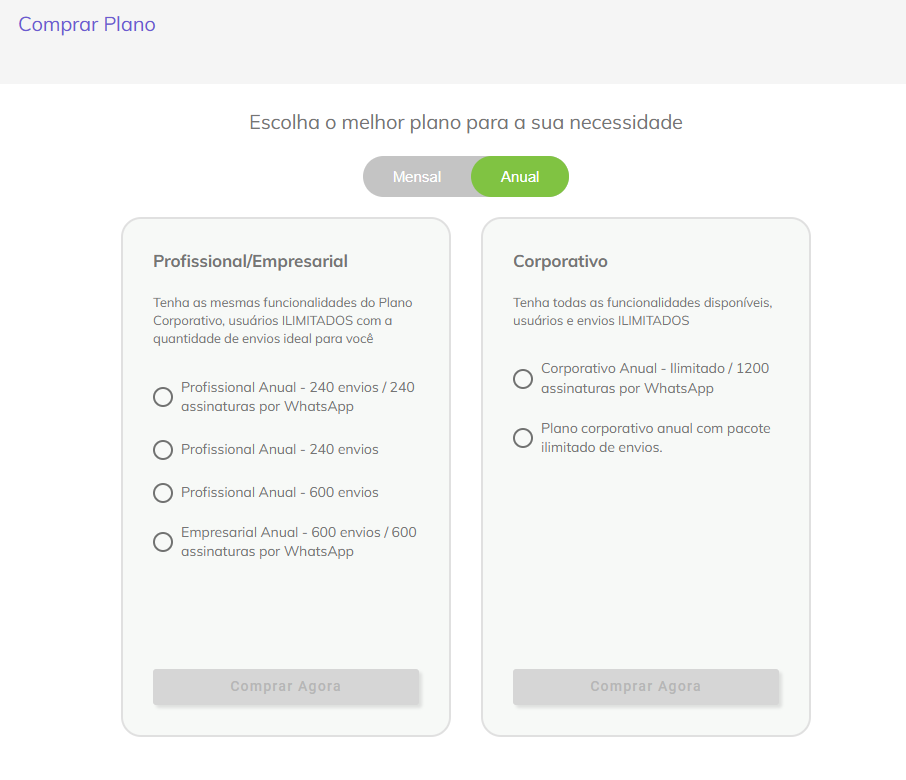 Comprar Plano
Escolha o melhor plano para a sua necessidade
Mensal
Anual
Profissional/Empresarial
Tenha as mesmas funcionalidades do Plano
Corporativo, usuários ILIMITADOS com a
quantidade de envios ideal para você
Profissional Anual - 240 envios / 240
assinaturas por WhatsApp
Profissional Anual - 240 envios
Profissional Anual - 600 envios
Empresarial Anual - 600 envios / 600
assinaturas por WhatsApp
Comprar Agora
Corporativo
Tenha todas as funcionalidades disponíveis,
usuários e envios ILIMITADOS
Corporativo Anual - Ilimitado / 1200
assinaturas por WhatsApp
Plano corporativo anual com pacote
ilimitado de envios.
Comprar Agora